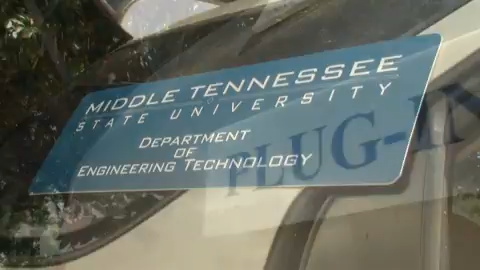 MIDDLE TENNESSEE
STATE UNIVERSITY
DEPARTMENT
OF
ENGINEERING TECHNOLOGY
PLUG-IN